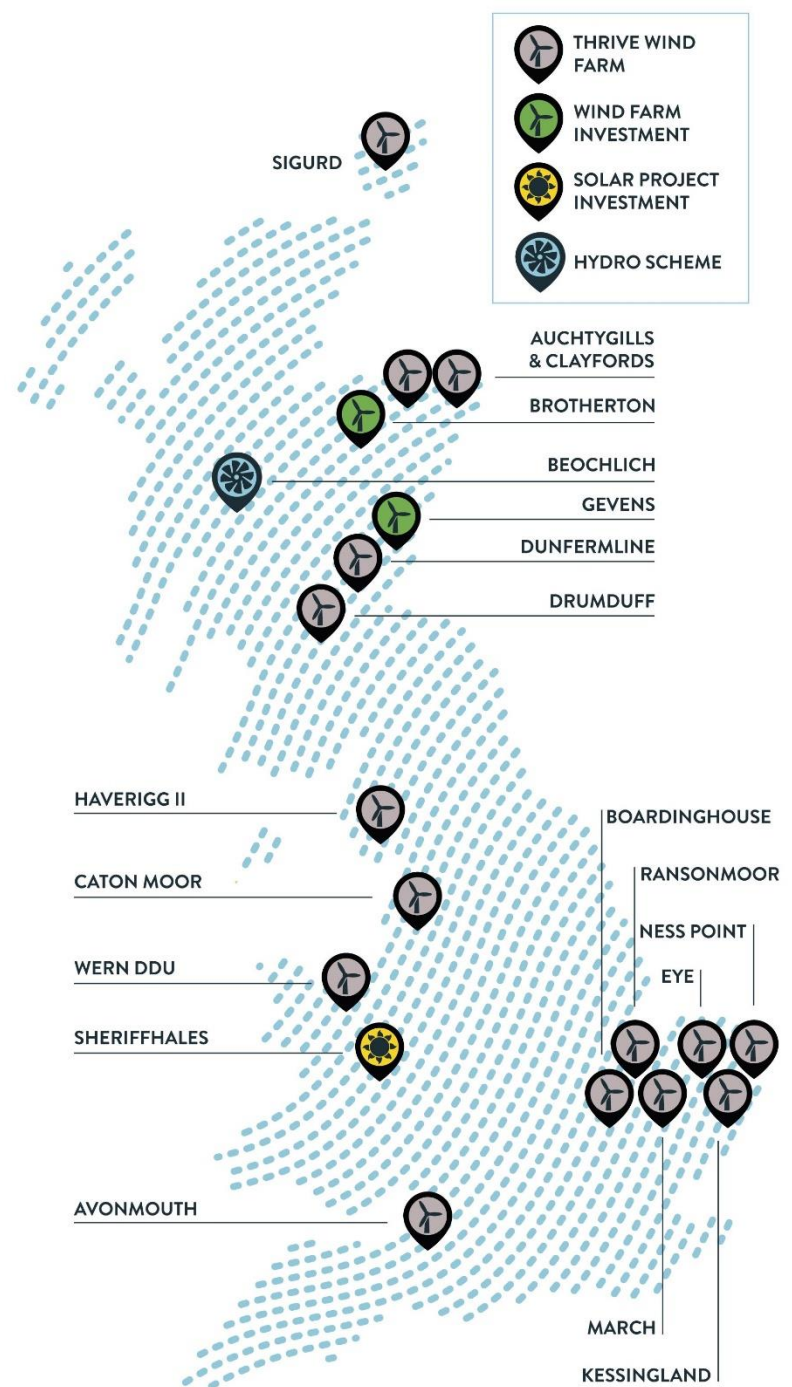 THRIVE WIND
FARM
WIND FARM
INVESTMENT
SOLAR PROJECT
INVESTMENT
HYDRO SCHEME
SIGURD
AUCHTYGILLS
& CLAYFORDS
BROTHERTON
BEOCHLICH
GEVENS
DUNFERMLINE
DRUMDUFF
HAVERIGG II
BOARDINGHOUSE
CATON MOOR
RANSONMOOR
NESS POINT
WERN DDU
EYE
SHERIFFHALES
AVONMOUTH
MARCH
KESSINGLAND